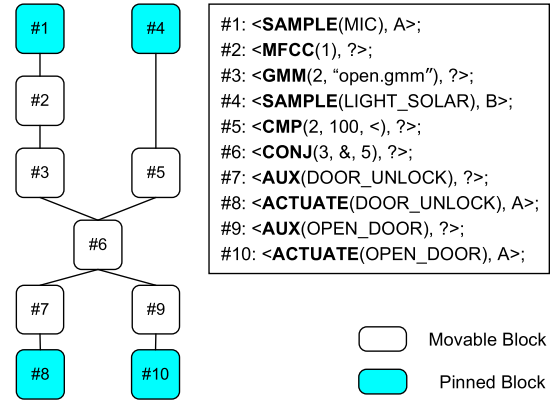 #1
#4
#2
#3
#5
#6
#7
#9
#8
#10
#1: <SAMPLE(MIC), A>;
#2: <MFCC(1), ?>;
#3: <GMM(2, “open.gmm”), ?>;
#4: <SAMPLE(LIGHT_SOLAR), B>;
#5: <CMP(2, 100, <), ?>;
#6: <CONJ(3, &, 5), ?>;
#7: <AUX(DOOR_UNLOCK), ?>;
#8: <ACTUATE(DOOR_UNLOCK), A>;
#9: <AUX(OPEN_DOOR), ?>;
#10: <ACTUATE(OPEN_DOOR), A>;
Movable Block
Pinned Block